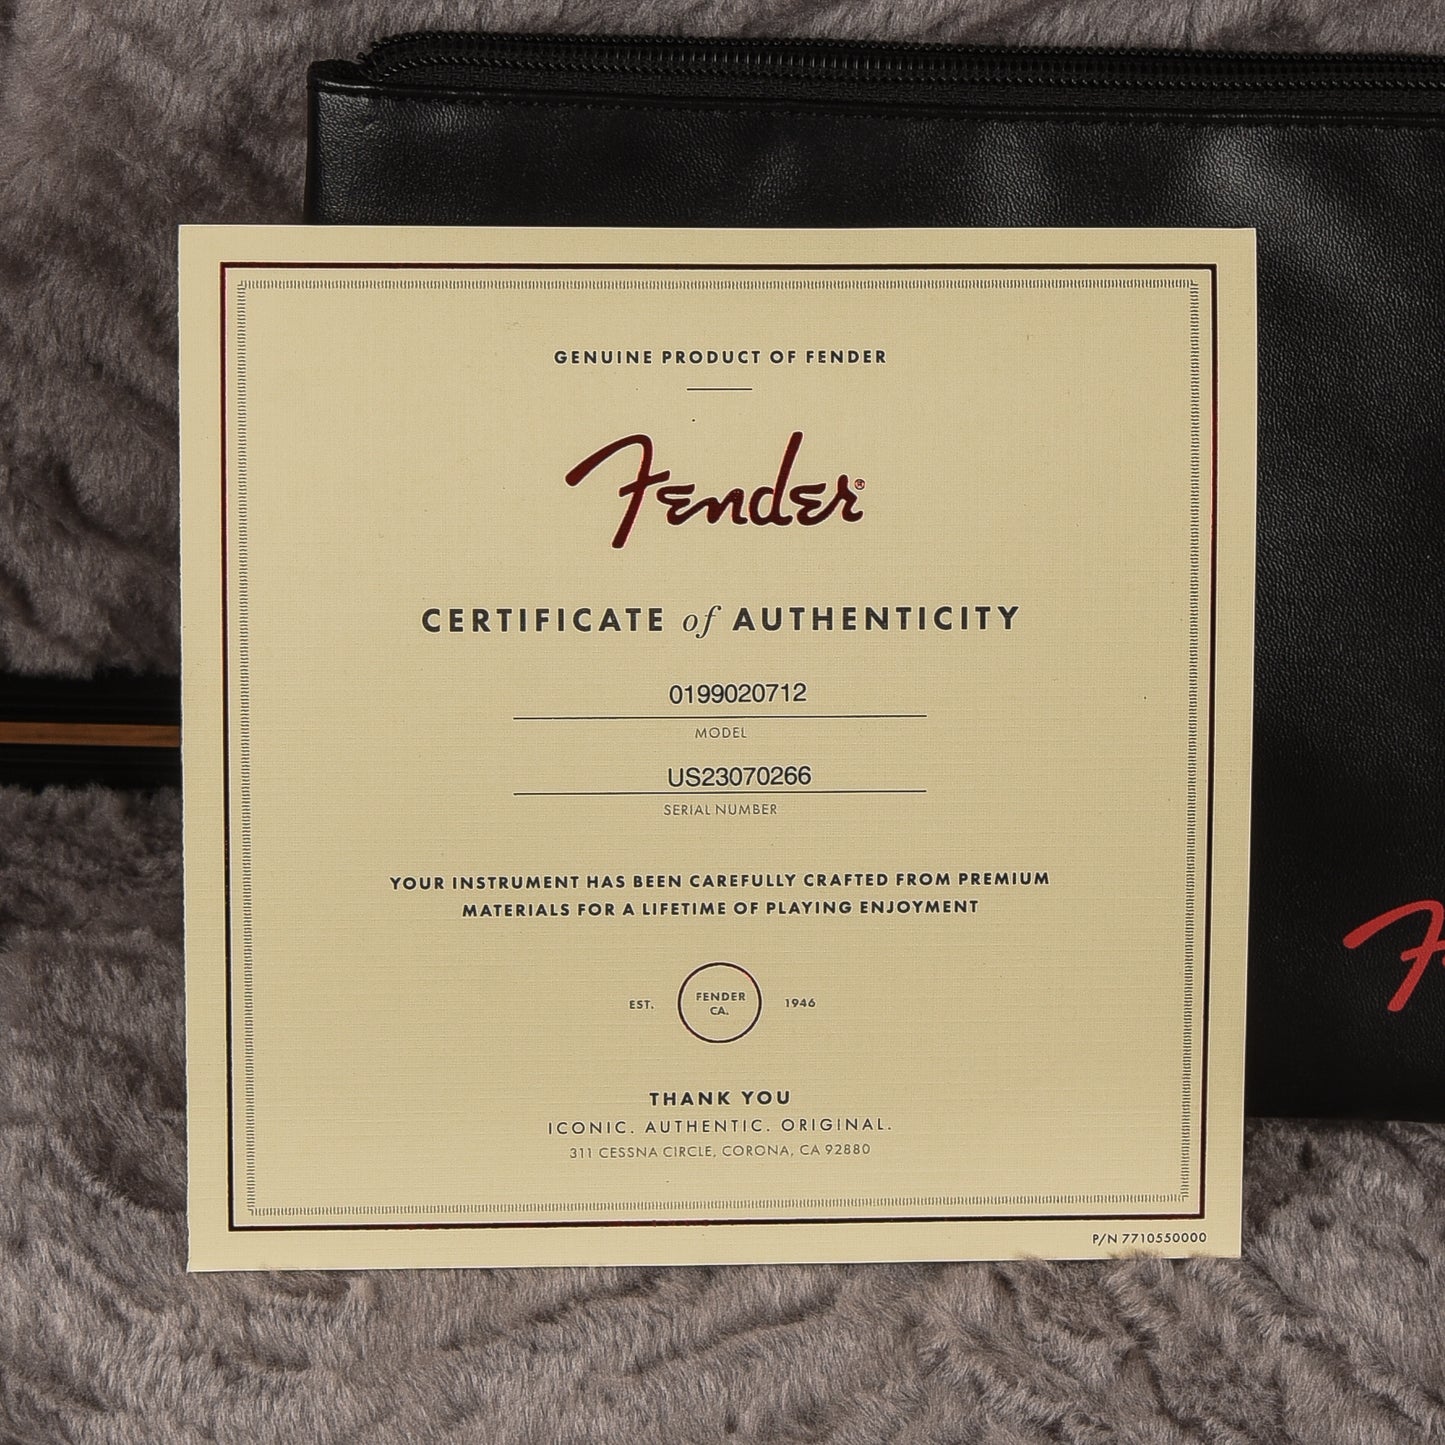 GENUINE PRODUCT OF FENDER
Fender®
CERTIFICATE of AUTHENTICITY
0199020712
MODEL
US23070266
SERIAL NUMBER
YOUR INSTRUMENT HAS BEEN CAREFULLY CRAFTED FROM PREMIUM
MATERIALS FOR A LIFETIME OF PLAYING ENJOYMENT
EST. FENDER CA. 1946
THANK YOU
ICONIC. AUTHENTIC. ORIGINAL.
311 CESSNA CIRCLE, CORONA, CA 92880
P/N 7710550000